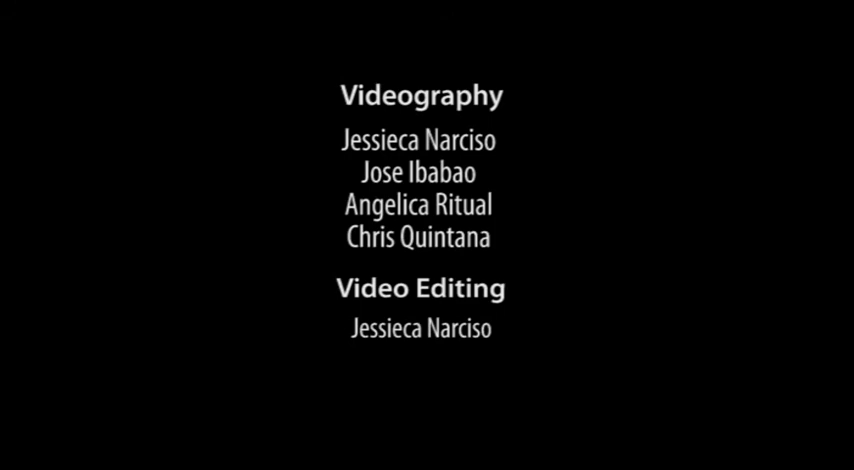 Videography
Jessieca Narciso
Jose Ibabao
Angelica Ritual
Chris Quintana
Video Editing
Jessieca Narciso